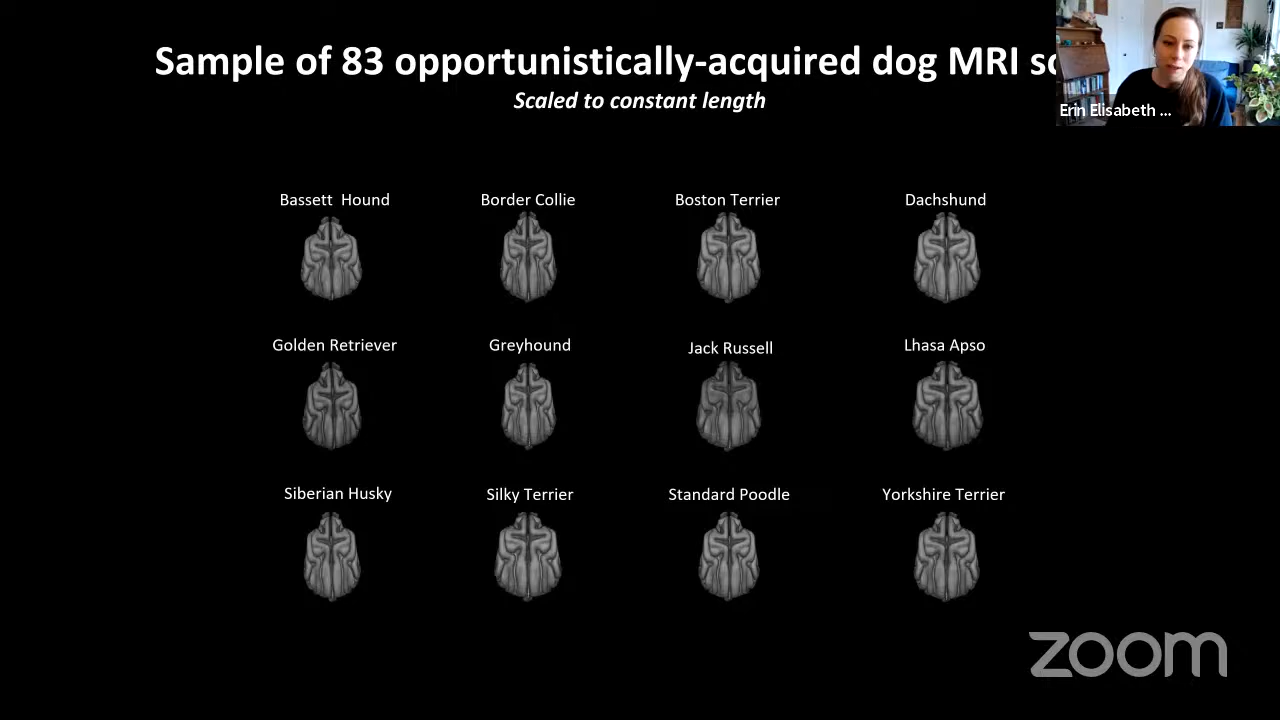 Sample of 83 opportunistically-acquired dog MRI
Scaled to constant length
Erin Elisabeth ...
Bassett Hound
Border Collie
Boston Terrier
Dachshund
Golden Retriever
Greyhound
Jack Russell
Lhasa Apso
Siberian Husky
Silky Terrier
Standard Poodle
Yorkshire Terrier
zoom